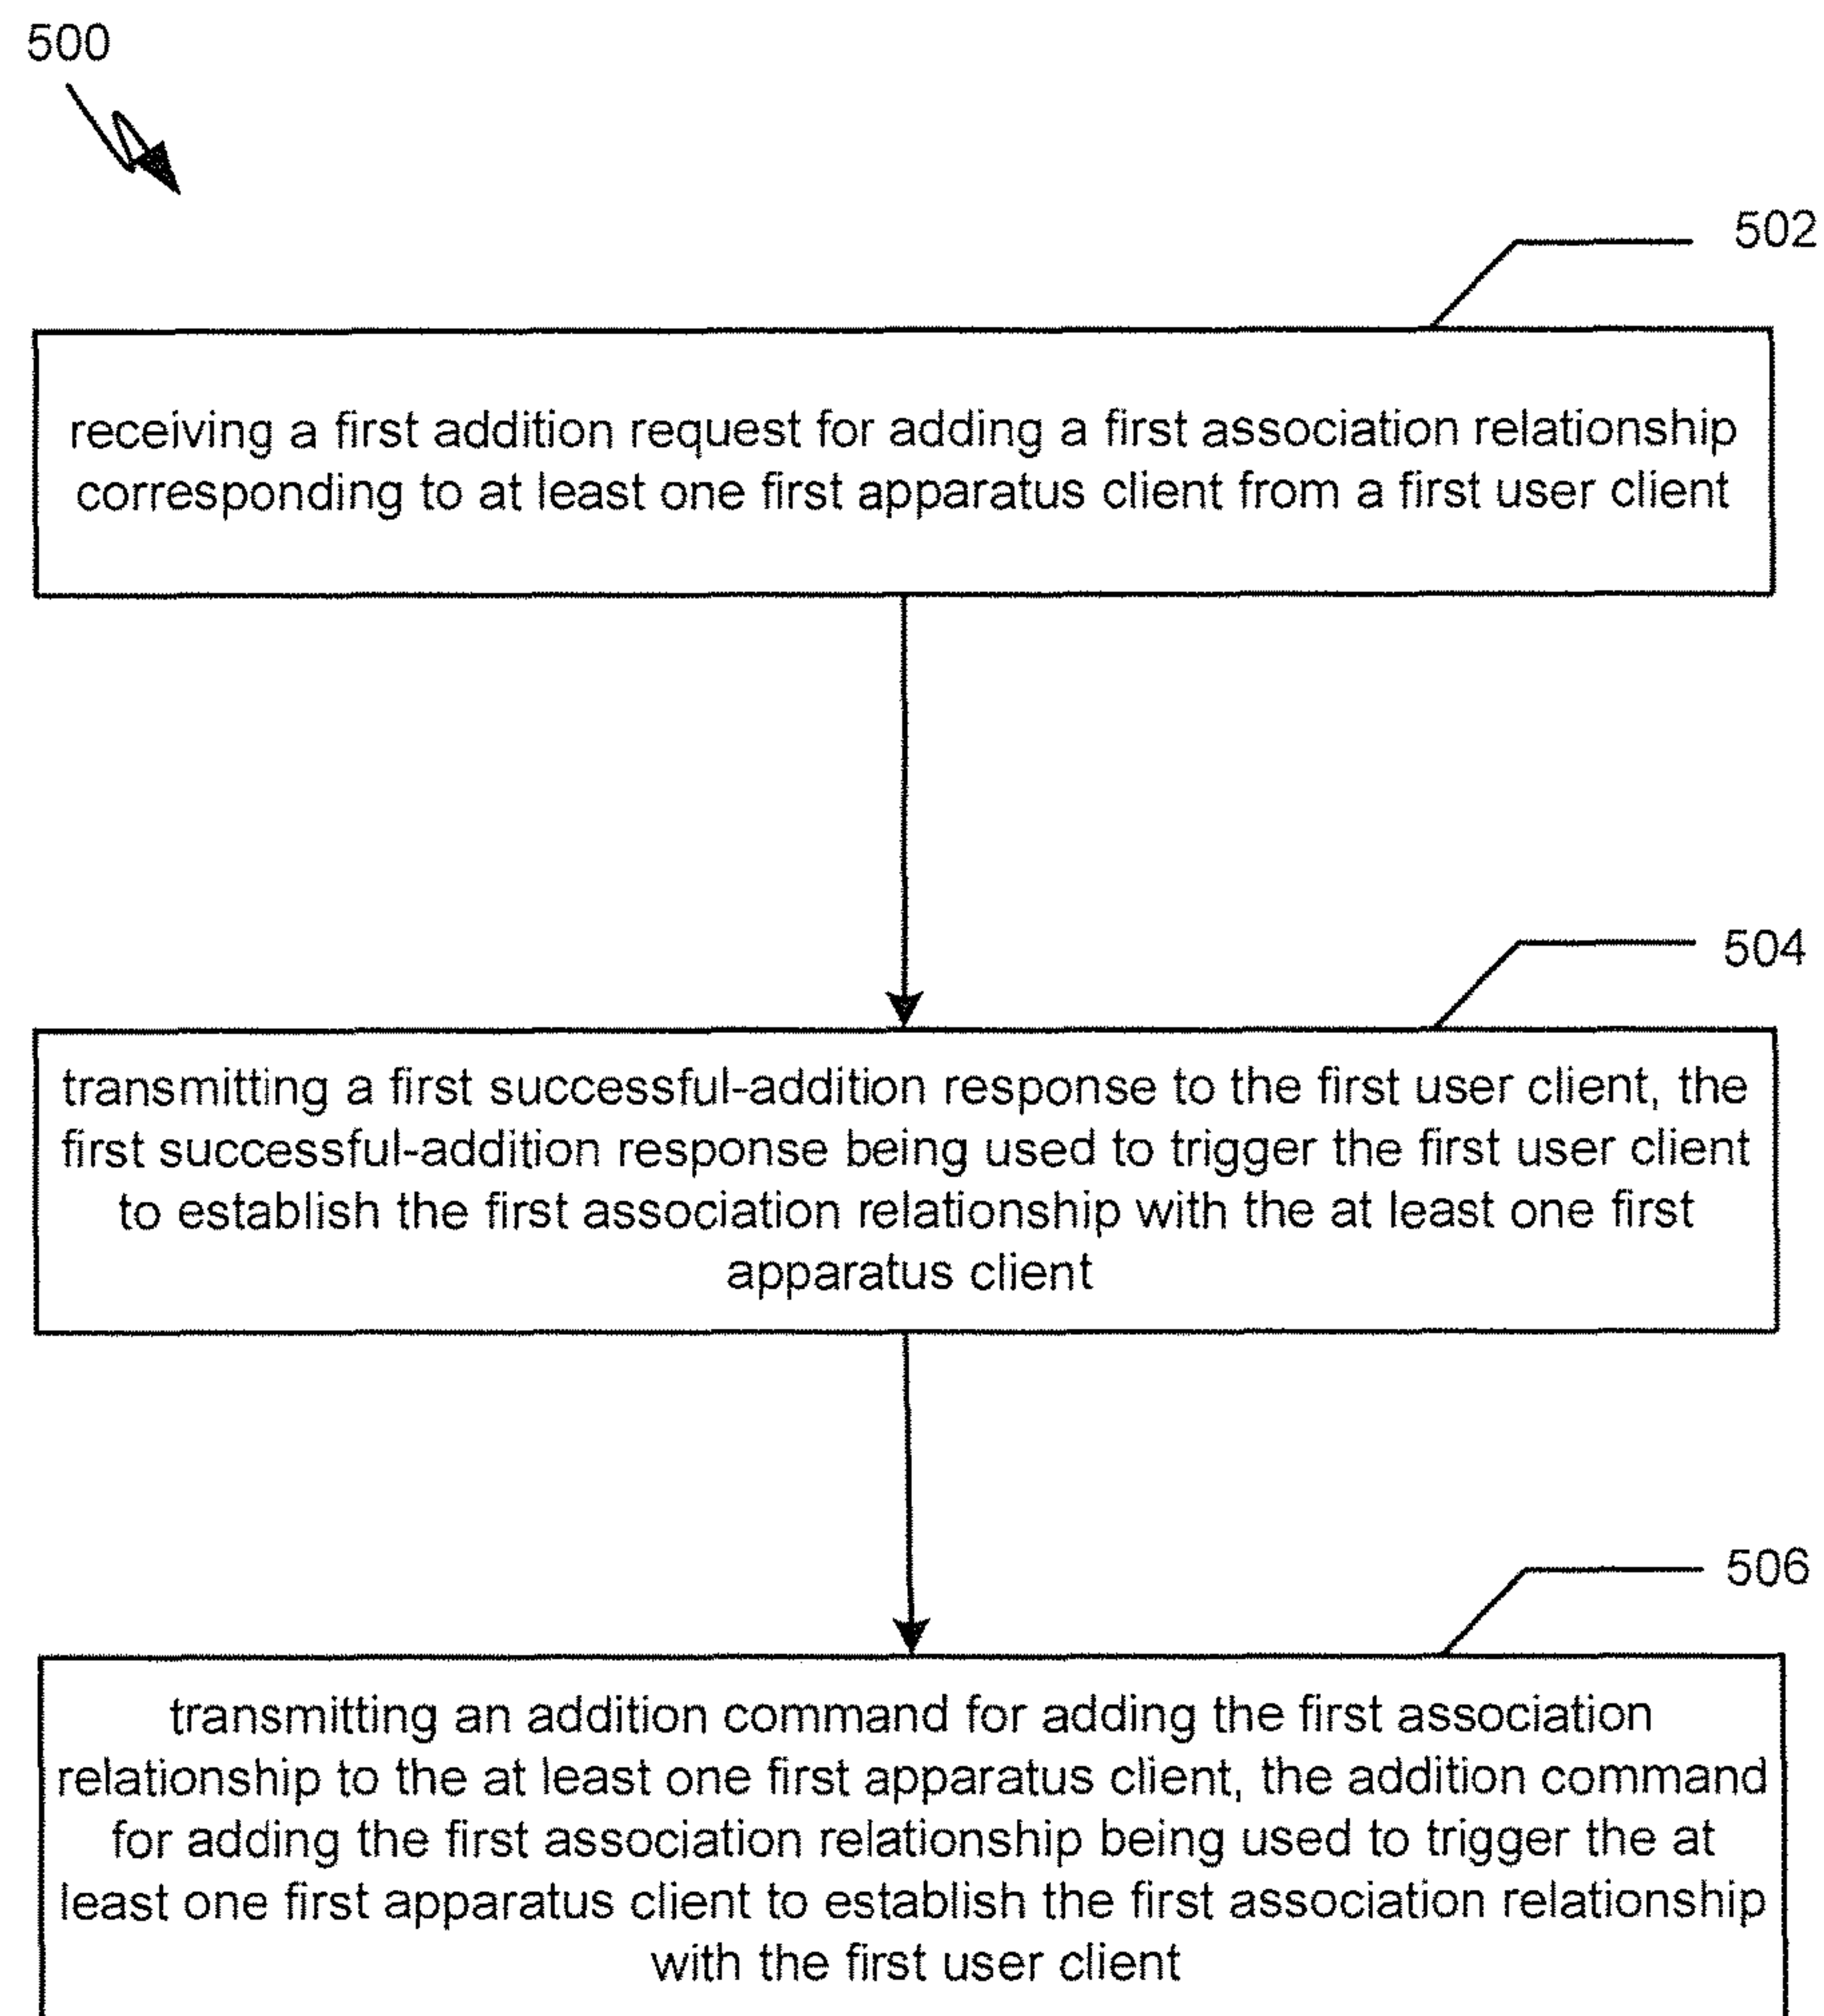 500
502
receiving a first addition request for adding a first association relationship
corresponding to at least one first apparatus client from a first user client
504
transmitting a first successful-addition response to the first user client, the
first successful-addition response being used to trigger the first user client
to establish the first association relationship with the at least one first
apparatus client
506
transmitting an addition command for adding the first association
relationship to the at least one first apparatus client, the addition command
for adding the first association relationship being used to trigger the at
least one first apparatus client to establish the first association relationship
with the first user client